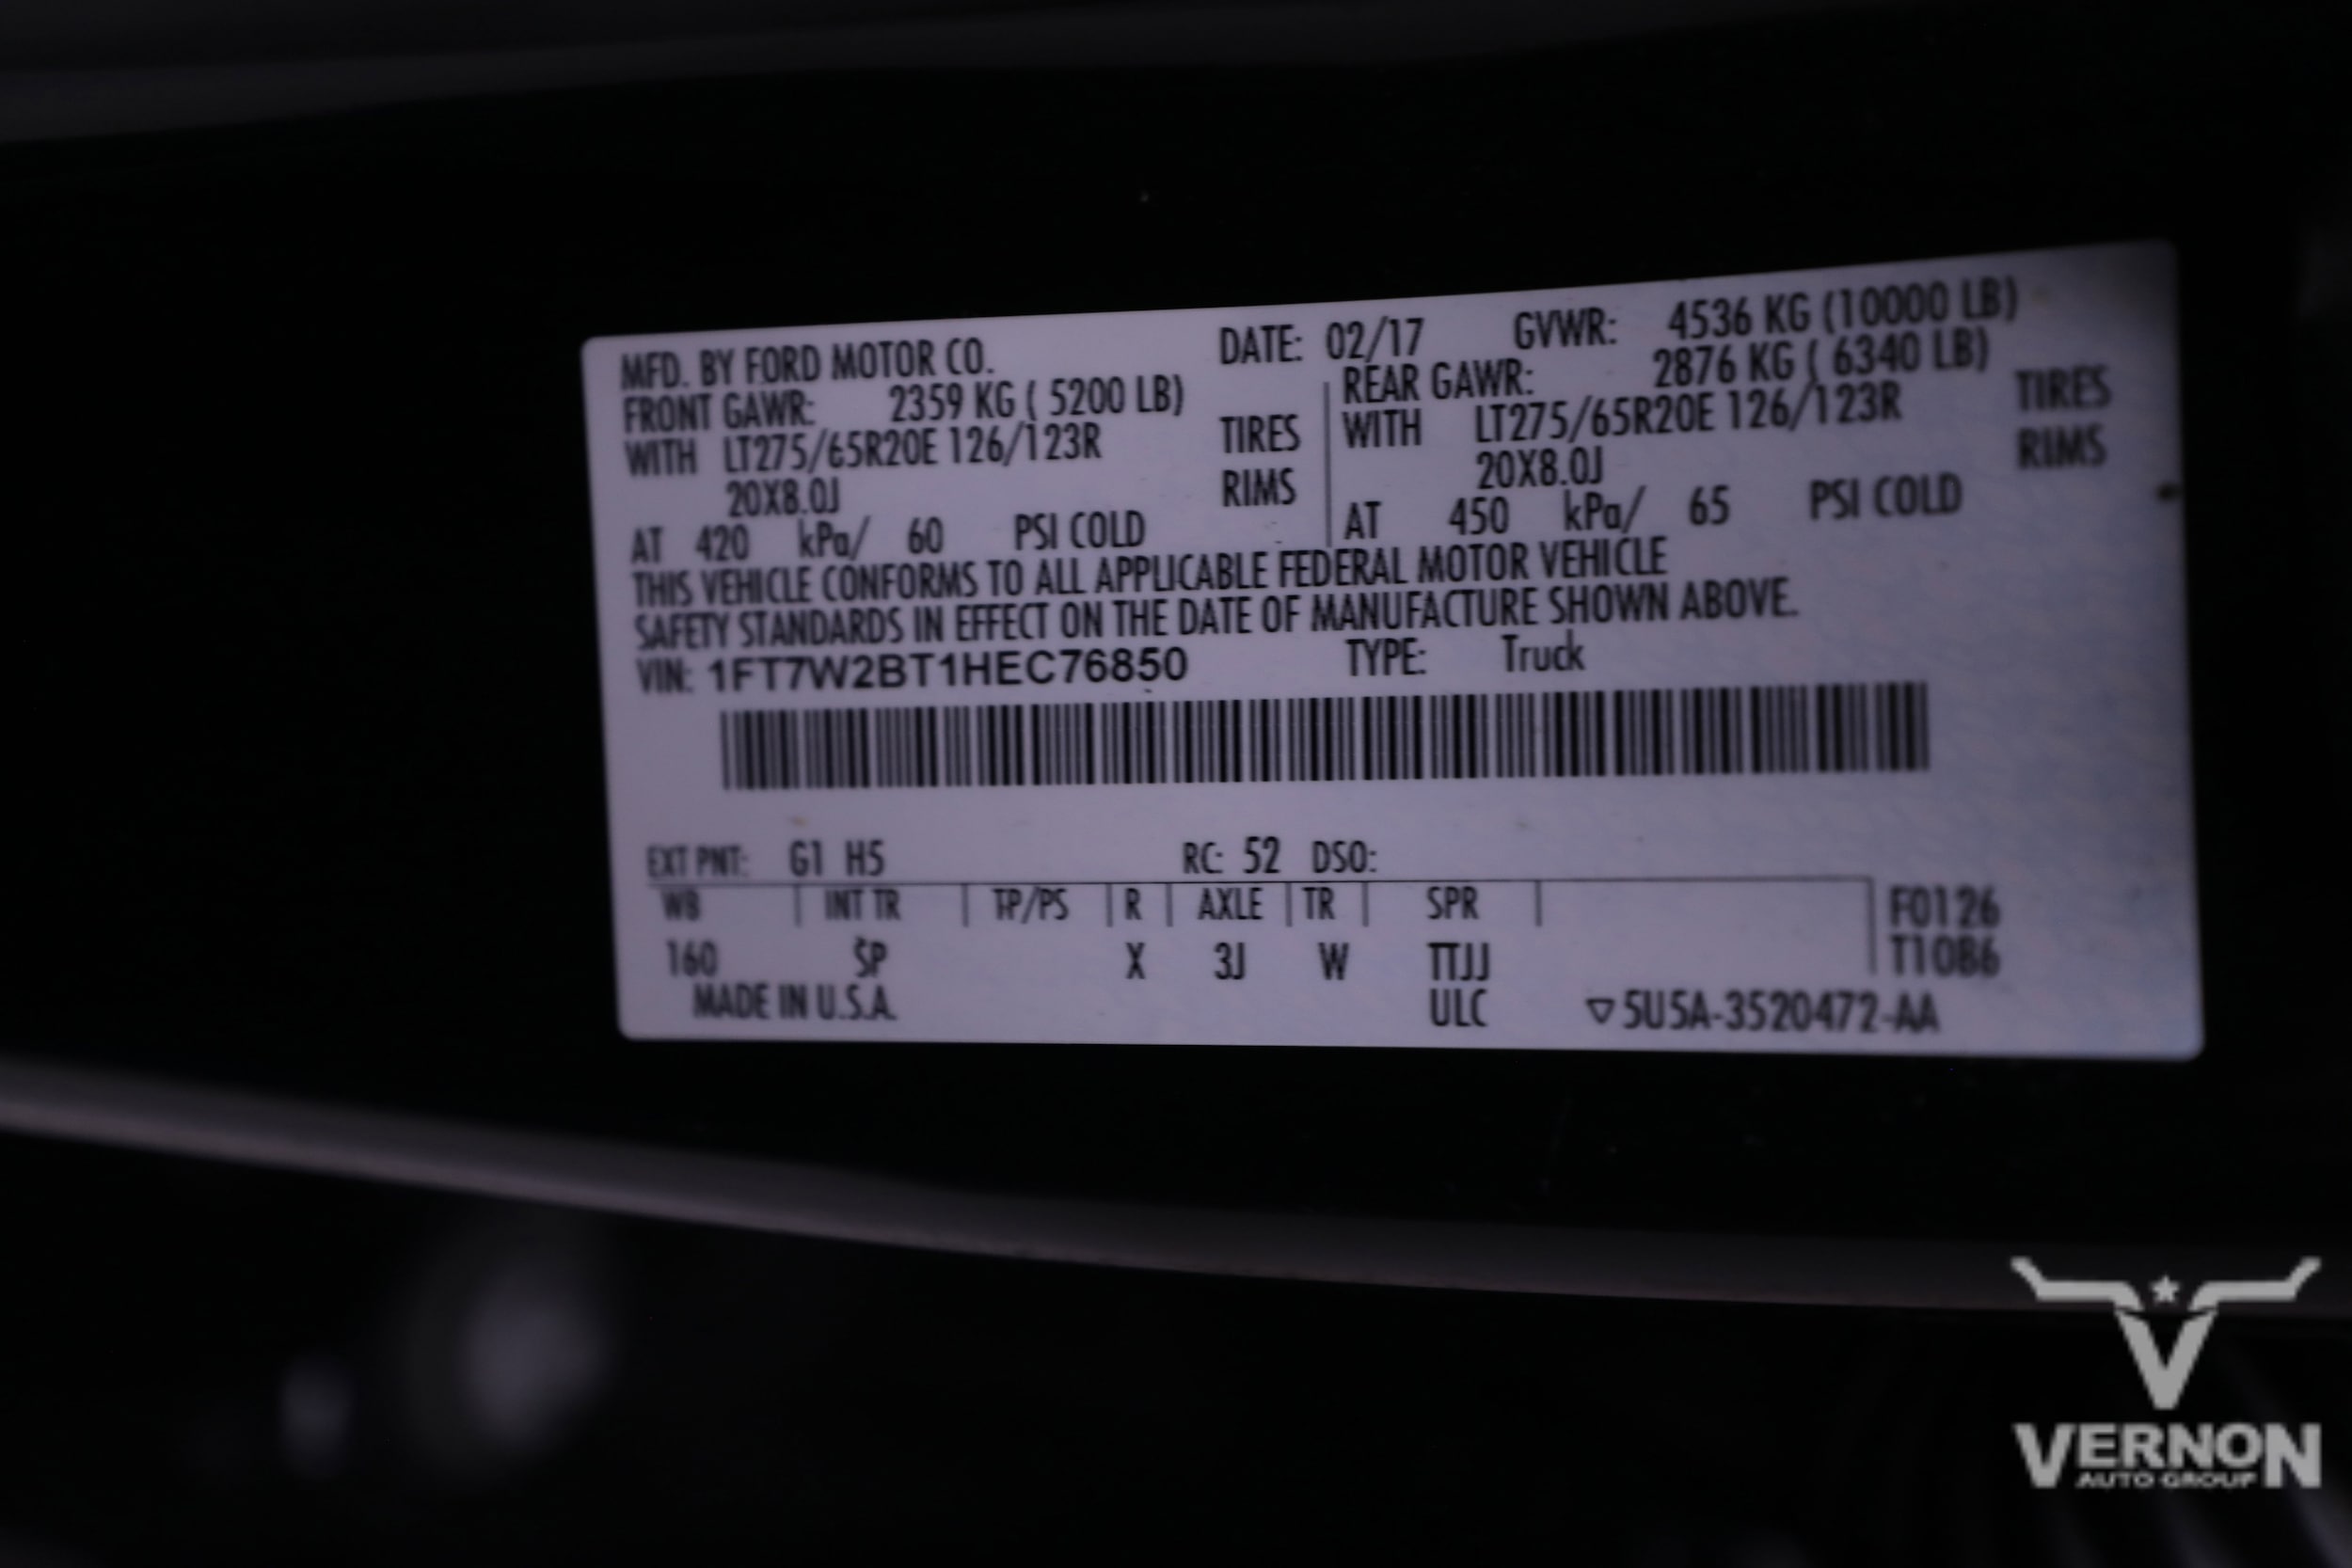 MFD. BY FORD MOTOR CO. DATE: 02/17 GVWR: 4536 KG (10000 LB)
FRONT GAWR: 2359 KG ( 5200 LB) REAR GAWR: 2876 KG ( 6340 LB)
WITH LT275/65R20E 126/123R TIRES WITH LT275/65R20E 126/123R TIRES
20X8.0J RIMS 20X8.0J RIMS
AT 420 kPa/ 60 PSI COLD AT 450 kPa/ 65 PSI COLD
THIS VEHICLE CONFORMS TO ALL APPLICABLE FEDERAL MOTOR VEHICLE
SAFETY STANDARDS IN EFFECT ON THE DATE OF MANUFACTURE SHOWN ABOVE.
VIN: 1FT7W2BT1HEC76850 TYPE: Truck
EXT PNT: G1 H5 RC: 52 DSO:
WB INT TR TP/PS R AXLE TR SPR F0126
160 SP X 3J W TTJJ T10B6
MADE IN U.S.A. ULC ▽5U5A-3520472-AA
VERNON
AUTO GROUP